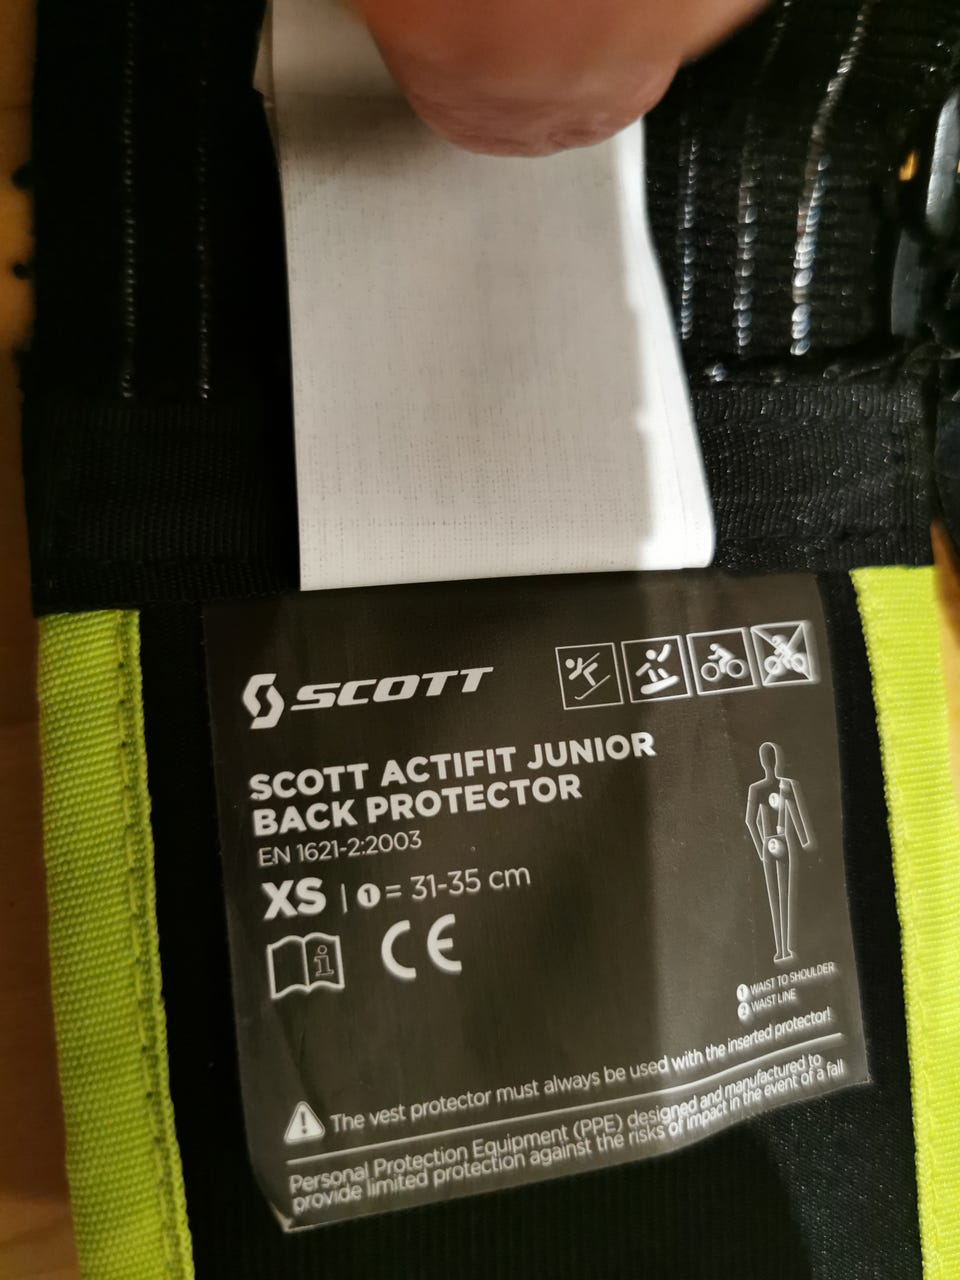 SCOTT
SCOTT ACTIFIT JUNIOR
BACK PROTECTOR
EN 1621-2:2003
XS | 1 = 31-35 cm
i
CE
1
2
1 WAIST TO SHOULDER
2 WAIST LINE
! The vest protector must always be used with the inserted protector!
Personal Protection Equipment (PPE) designed and manufactured to
provide limited protection against the risks of impact in the event of a fall